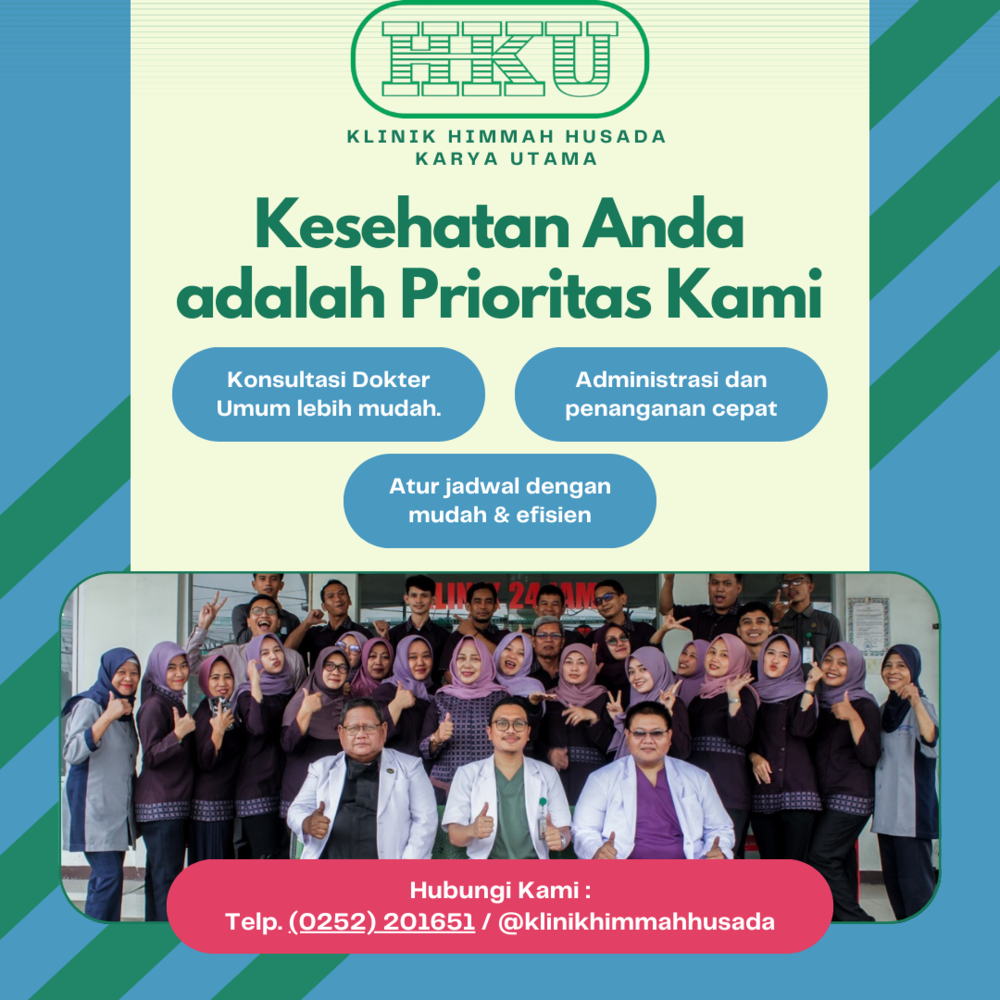 HKU
KLINIK HIMMAH HUSADA
KARYA UTAMA
Kesehatan Anda
adalah Prioritas Kami
Konsultasi Dokter
Umum lebih mudah.
Administrasi dan
penanganan cepat
Atur jadwal dengan
mudah & efisien
24
Hubungi Kami :
Telp. (0252) 201651 / @klinikhimmahhusada